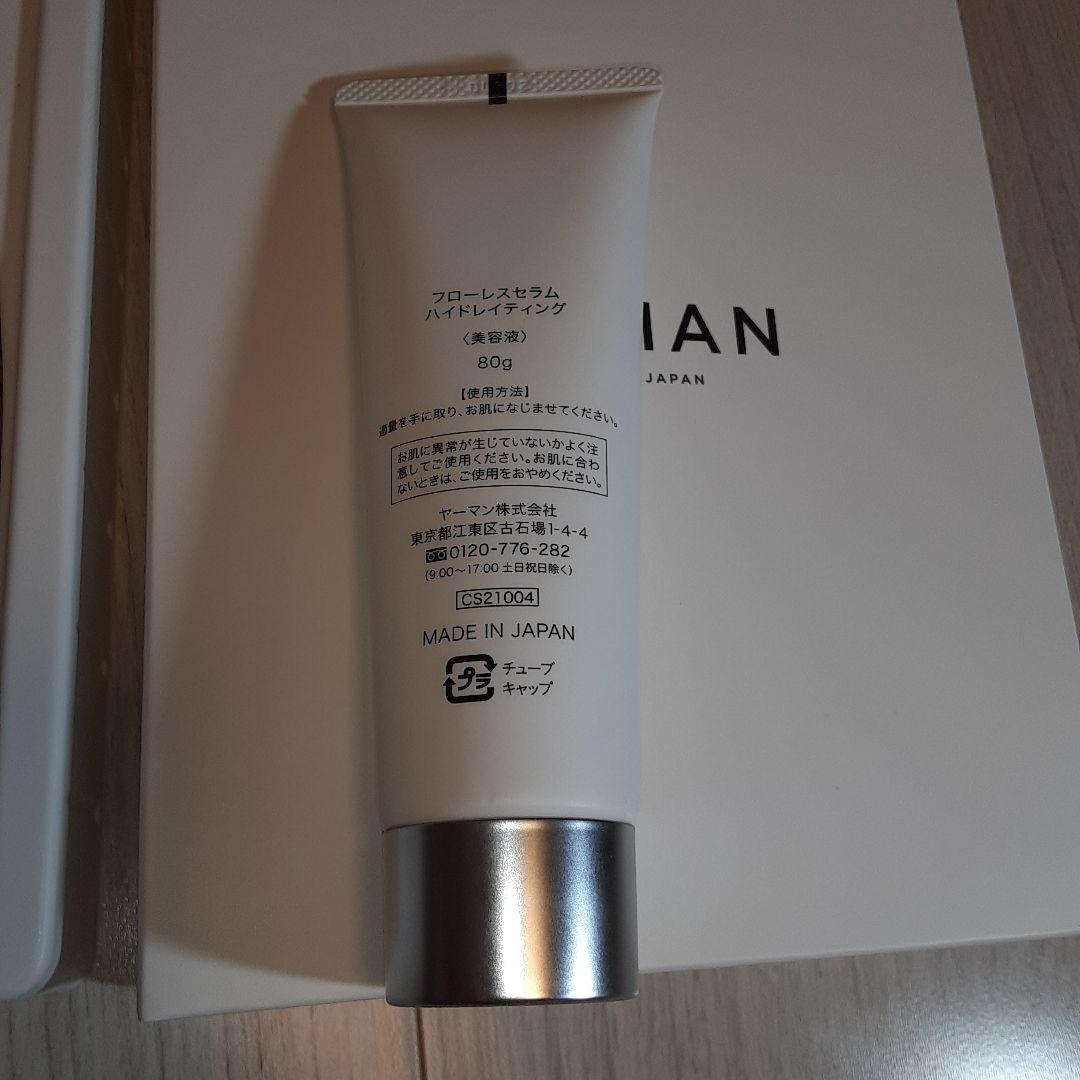 フローレスセラム
ハイドレイティング
〈美容液〉
80g
【使用方法】
適量を手に取り、お肌になじませてください。
お肌に異常が生じていないかよく注
意してご使用ください。お肌に合わ
ないときは、ご使用をおやめください。
ヤーマン株式会社
東京都江東区古石場1-4-4
0120-776-282
(9:00〜17:00 土日祝日除く)
CS21004
MADE IN JAPAN
プラ
チューブ
キャップ
MAN
JAPAN